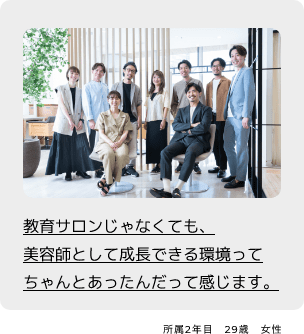 教育サロンじゃなくても、
美容師として成長できる環境って
ちゃんとあったんだって感じます。
所属2年目　29歳　女性